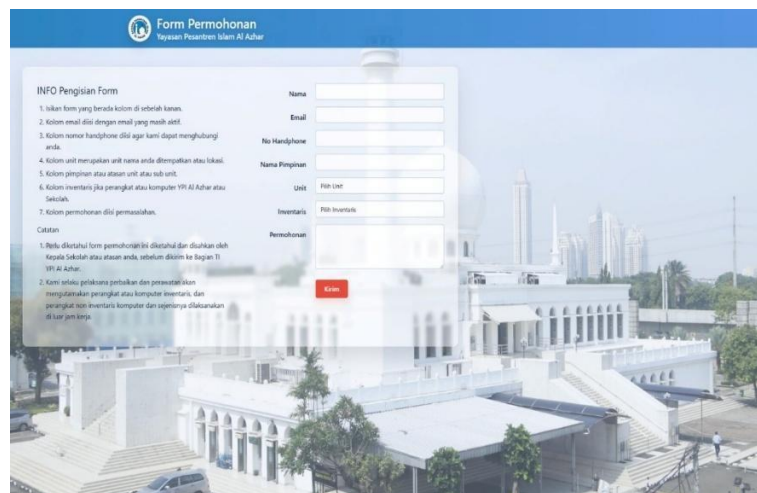 Form Permohonan
Yayasan Pesantren Islam Al Azhar
INFO Pengisian Form
1. Isikan form yang berada kolom di sebelah kanan.
2. Kolom email diisi dengan email yang masih aktif.
3. Kolom nomor handphone diisi agar kami dapat menghubungi
anda.
4. Kolom unit merupakan unit nama anda ditempatkan atau lokasi.
5. Kolom pimpinan atau atasan unit atau sub unit.
6. Kolom inventaris jika perangkat atau komputer YPI Al Azhar atau
Sekolah.
7. Kolom permohonan diisi permasalahan.
Catatan
1. Perlu diketahui form permohonan ini diketahui dan disahkan oleh
Kepala Sekolah atau atasan anda, sebelum dikirim ke Bagian TI
YPI Al Azhar.
2. Kami selaku pelaksana perbaikan dan perawatan akan
mengutamakan perangkat atau komputer inventaris, dan
perangkat non inventaris komputer dan sejenisnya dilaksanakan
di luar jam kerja.
Nama
Email
No Handphone
Nama Pimpinan
Unit
Pilih Unit
Inventaris
Pilih Inventaris
Permohonan
Kirim